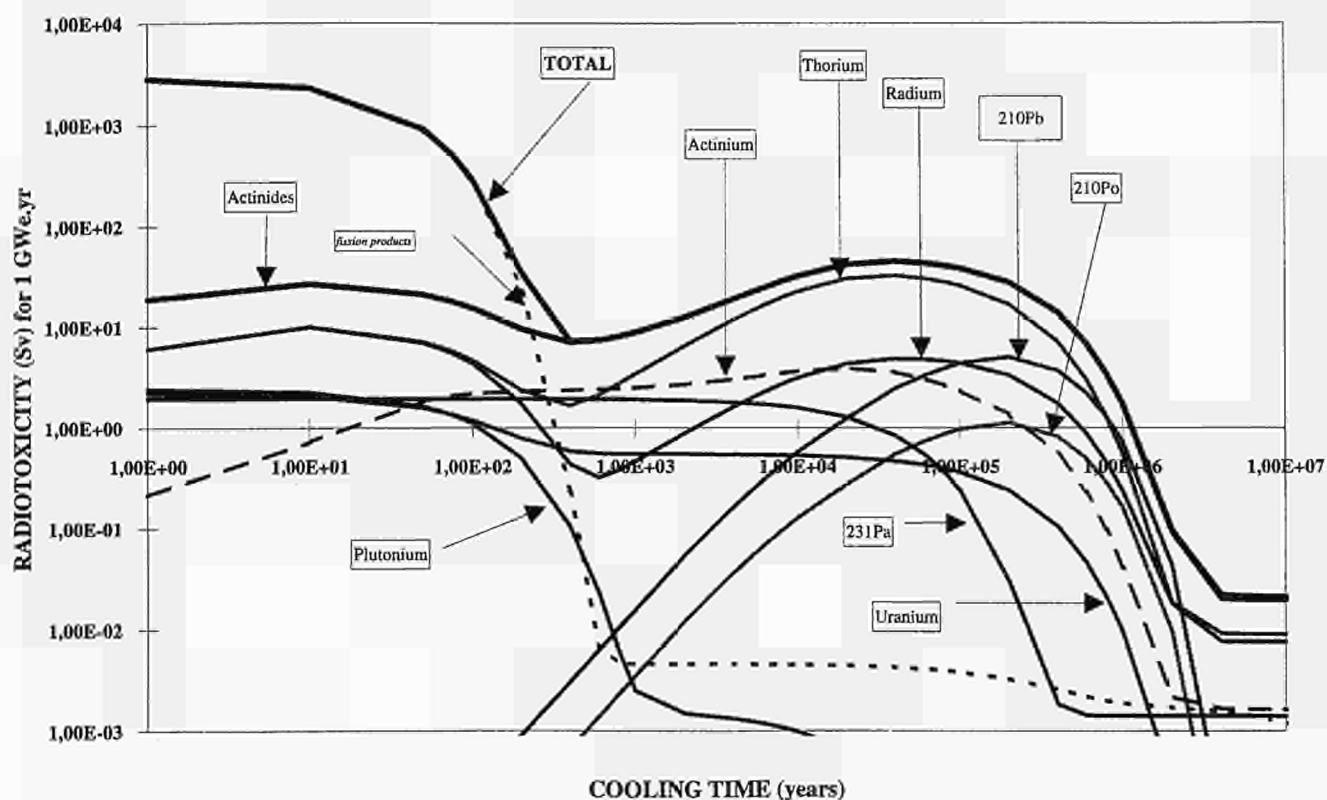 1,00E+04
1,00E+03
1,00E+02
1,00E+01
1,00E+00
1,00E-01
1,00E-02
1,00E-03
RADIOTOXICITY (Sv) for 1 GWe.yr
TOTAL
Thorium
Radium
210Pb
Actinium
210Po
Actinides
fission products
1,00E+00
1,00E+01
1,00E+02
1,00E+03
1,00E+04
1,00E+05
1,00E+06
1,00E+07
Plutonium
231Pa
Uranium
COOLING TIME (years)